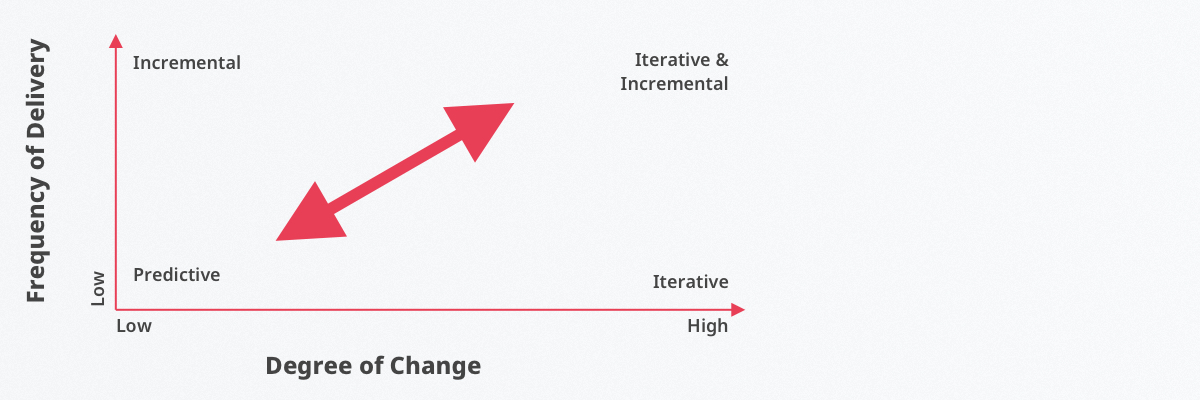 Frequency of Delivery
Incremental
Iterative &
Incremental
Predictive
Iterative
Low
Low
High
Degree of Change